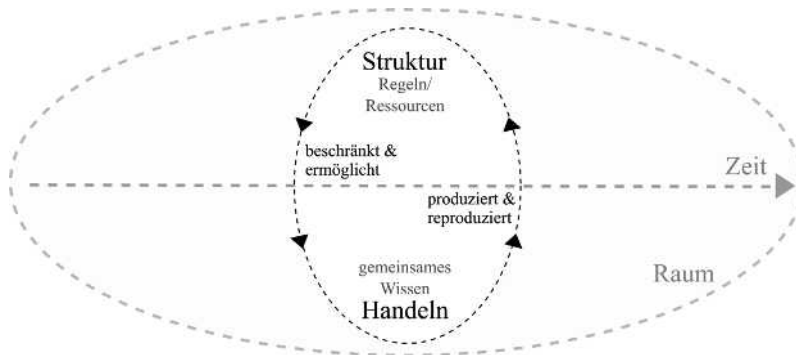 Struktur
Regeln/
Ressourcen
beschränkt &
ermöglicht
Zeit
produziert &
reproduziert
gemeinsames
Wissen
Raum
Handeln